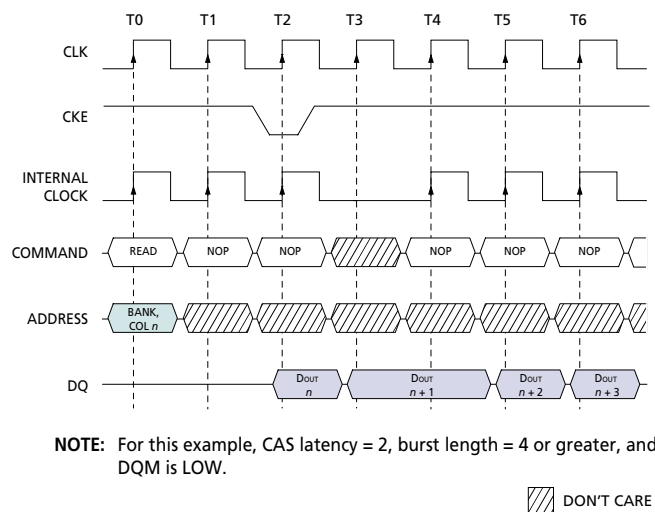 T0 T1 T2 T3 T4 T5 T6
CLK
CKE
INTERNAL
CLOCK
COMMAND READ NOP NOP NOP NOP NOP
ADDRESS BANK,
COL n
DQ DOUT DOUT DOUT DOUT
n n + 1 n + 2 n + 3
NOTE: For this example, CAS latency = 2, burst length = 4 or greater, and
DQM is LOW.
DON'T CARE